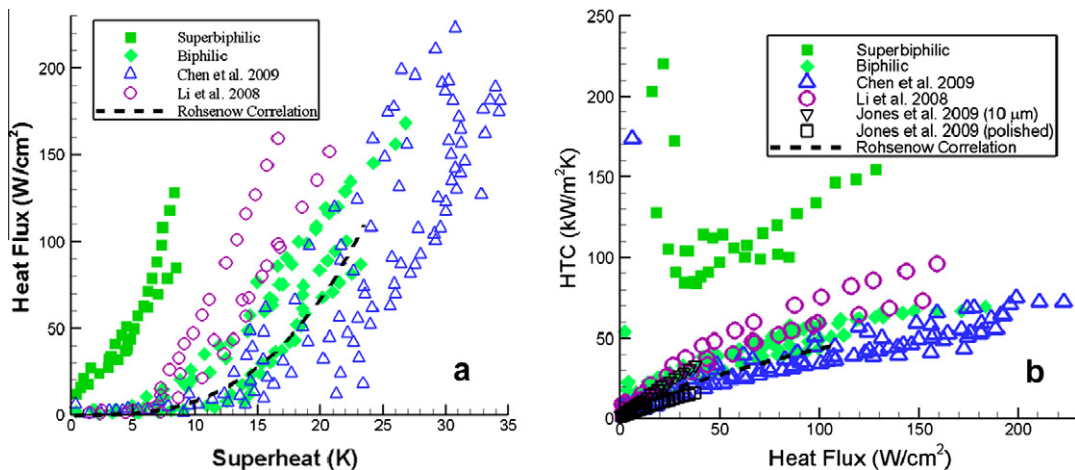 Superbiphilic
Biphilic
Chen et al. 2009
Li et al. 2008
Rohsenow Correlation
200
150
100
50
0
Heat Flux (W/cm²)
0 5 10 15 20 25 30 35
Superheat (K)
a
Superbiphilic
Biphilic
Chen et al. 2009
Li et al. 2008
Jones et al. 2009 (10 μm)
Jones et al. 2009 (polished)
Rohsenow Correlation
250
200
150
100
50
0
HTC (kW/m²K)
0 50 100 150 200
Heat Flux (W/cm²)
b